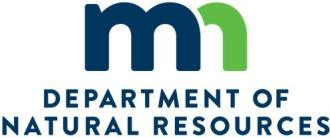 mn
DEPARTMENT OF
NATURAL RESOURCES